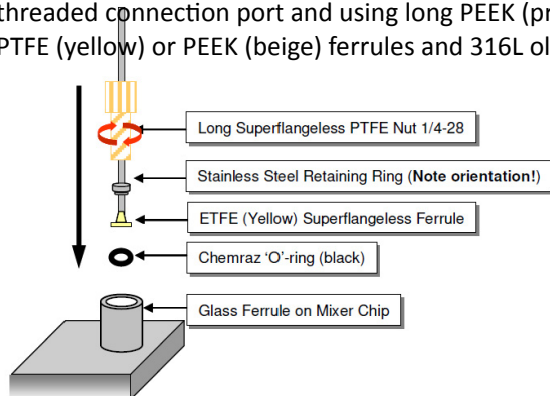 threaded connection port and using long PEEK (pr
PTFE (yellow) or PEEK (beige) ferrules and 316L ol
Long Superflangeless PTFE Nut 1/4-28
Stainless Steel Retaining Ring (Note orientation!)
ETFE (Yellow) Superflangeless Ferrule
Chemraz ‘O’-ring (black)
Glass Ferrule on Mixer Chip